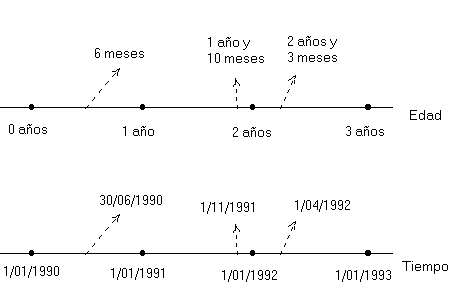 6 meses
1 año y
10 meses
2 años y
3 meses
Edad
0 años
1 año
2 años
3 años
30/06/1990
1/11/1991
1/04/1992
Tiempo
1/01/1990
1/01/1991
1/01/1992
1/01/1993